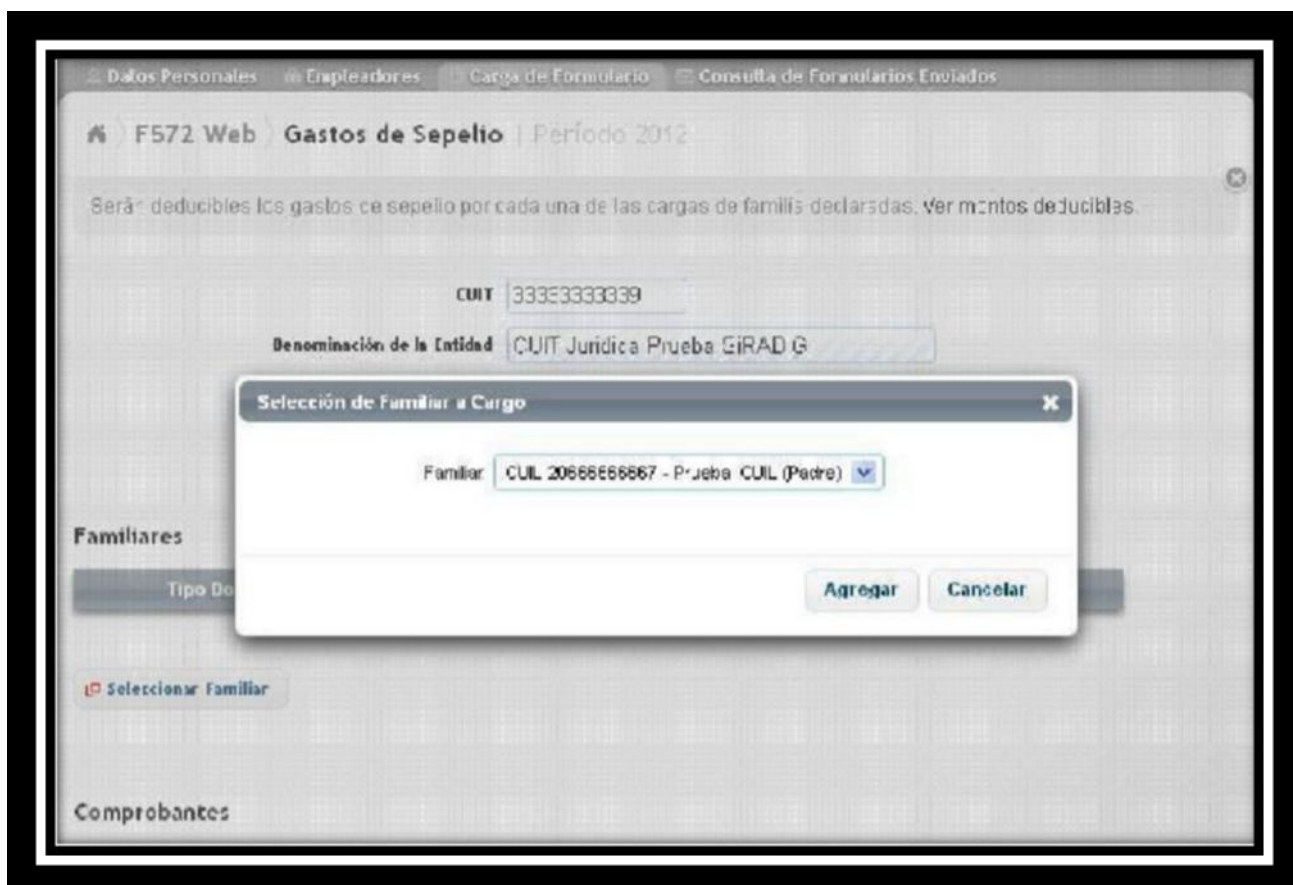 Datos Personales Empleadores Carga de Formulario Consulta de Formularios Enviados
F572 Web Gastos de Sepelio | Período 2012
Serán deducibles los gastos de sepelio por cada una de las cargas de familia declaradas. Ver montos deducibles.
CUIT
Denominación de la Entidad CUIT Juridica Prueba
Selección de Familiar a Cargo
Familiar CUIL - Prueba CUIL (Padre)
Agregar Cancelar
Familiares
Tipo Do
Seleccionar Familiar
Comprobantes